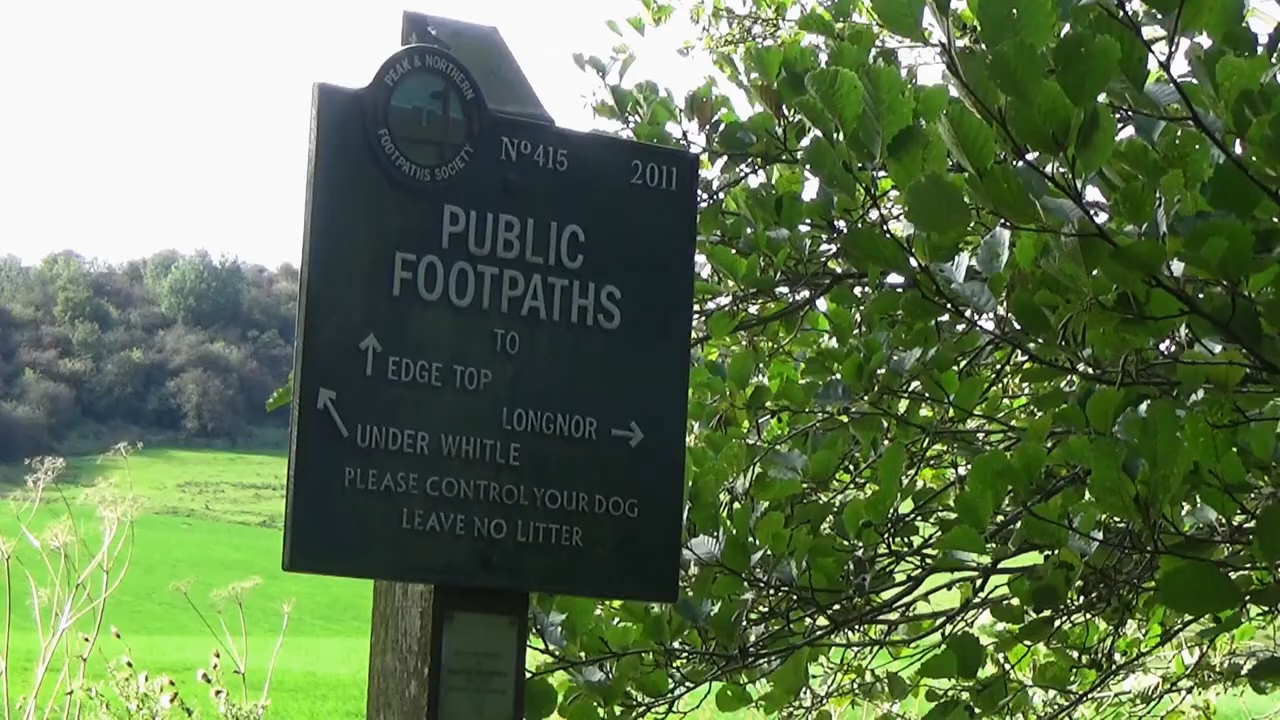 PEAK & NORTHERN
FOOTPATHS SOCIETY
Nº415 2011
PUBLIC
FOOTPATHS
TO
↑ EDGE TOP
LONGNOR →
↖ UNDER WHITLE
PLEASE CONTROL YOUR DOG
LEAVE NO LITTER